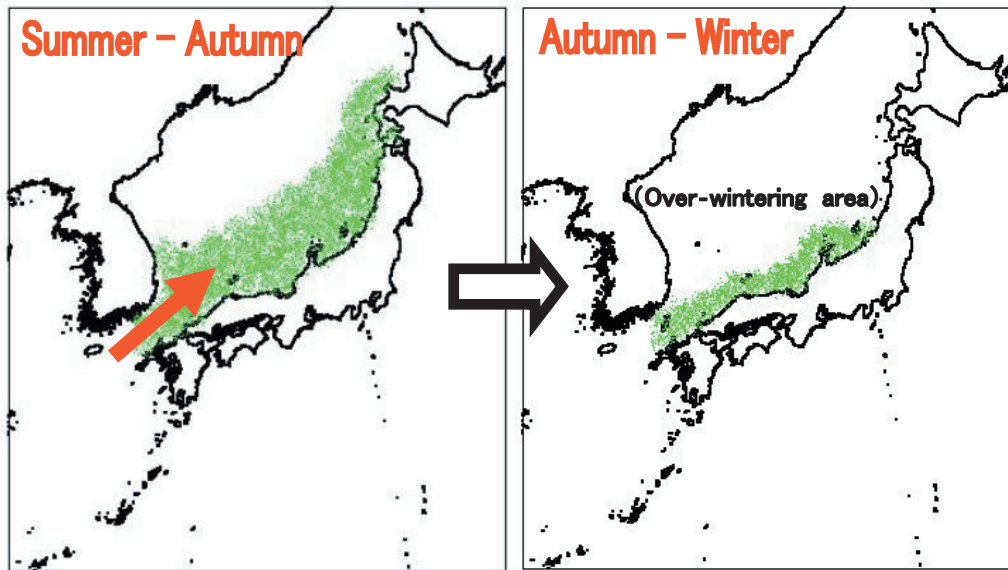 Summer – Autumn
Autumn – Winter
(Over-wintering area)